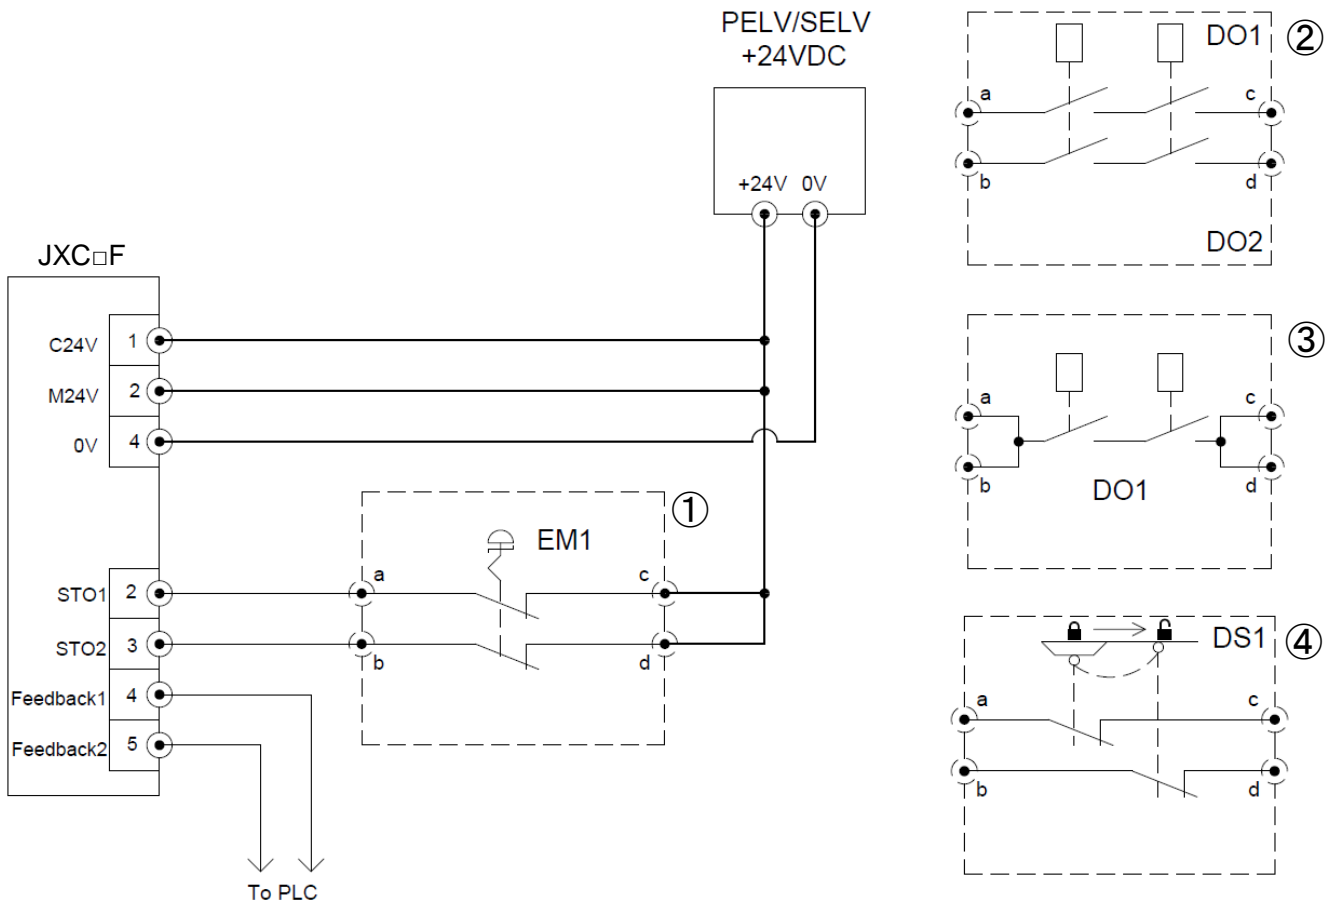 PELV/SELV
+24VDC
+24V 0V
JXC□F
C24V 1
M24V 2
0V 4
STO1 2
STO2 3
Feedback1 4
Feedback2 5
To PLC
①
EM1
a c
b d
DO1 ②
a c
b d
DO2
③
a c
b d
DO1
DS1 ④
a c
b d